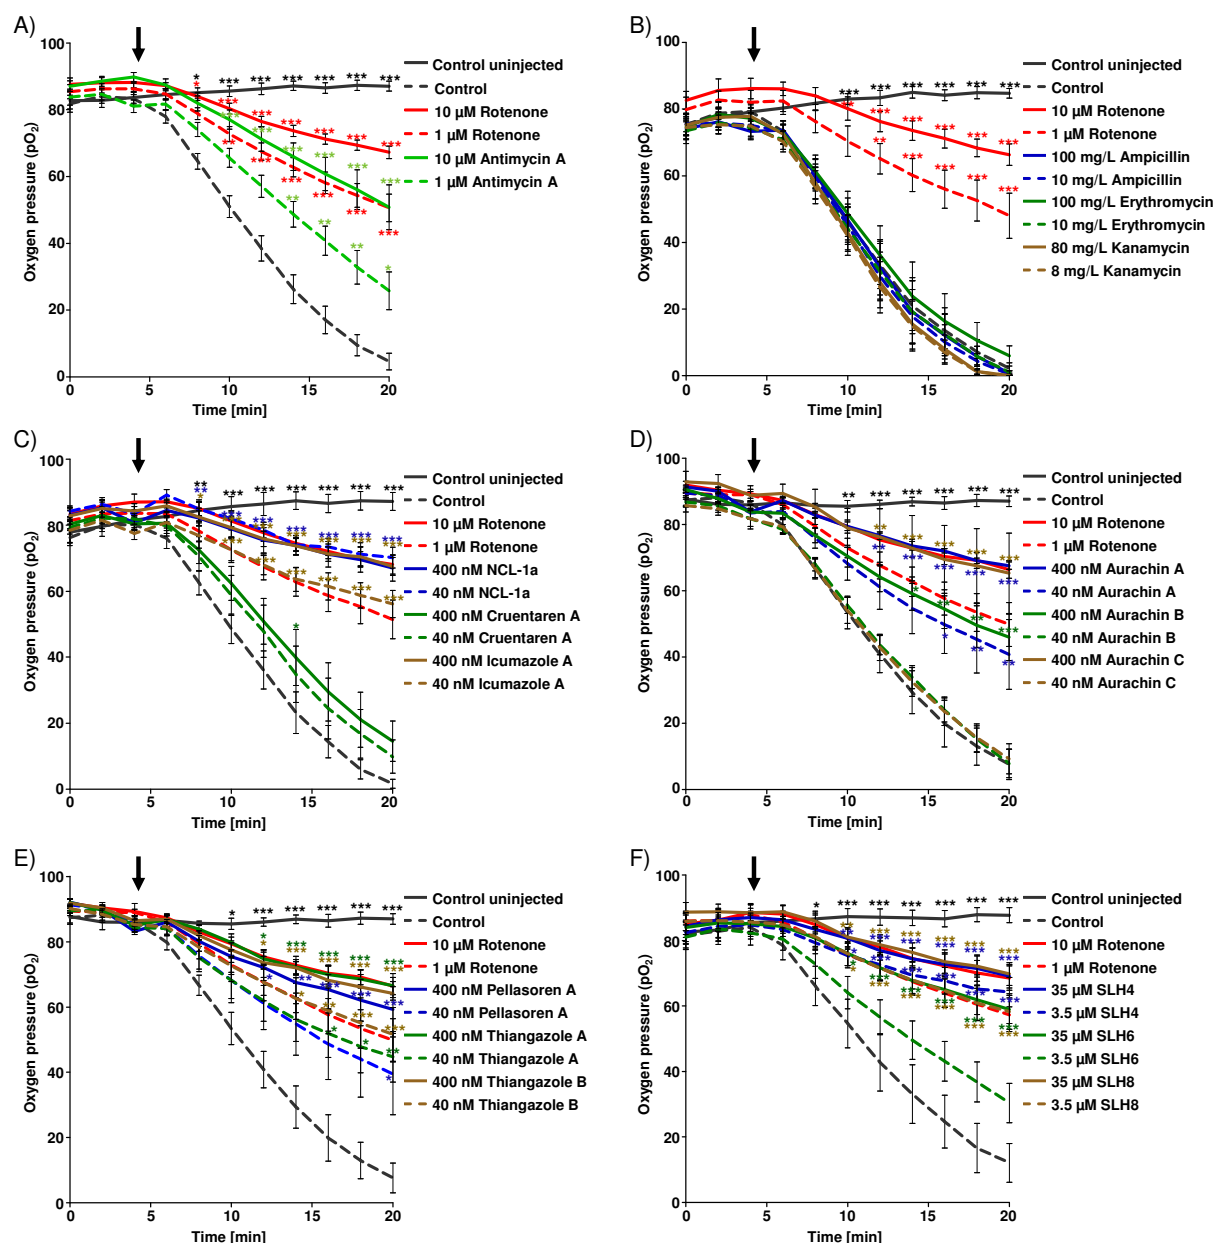 A)
100
80
60
40
20
0
Oxygen pressure (pO2)
0 5 10 15 20
Time [min]
* *** *** *** *** *** ***
Control uninjected
Control
10 µM Rotenone
1 µM Rotenone
10 µM Antimycin A
1 µM Antimycin A
B)
100
80
60
40
20
0
Oxygen pressure (pO2)
0 5 10 15 20
Time [min]
Control uninjected
Control
10 µM Rotenone
1 µM Rotenone
100 mg/L Ampicillin
10 mg/L Ampicillin
100 mg/L Erythromycin
10 mg/L Erythromycin
80 mg/L Kanamycin
8 mg/L Kanamycin
C)
100
80
60
40
20
0
Oxygen pressure (pO2)
0 5 10 15 20
Time [min]
Control uninjected
Control
10 µM Rotenone
1 µM Rotenone
400 nM NCL-1a
40 nM NCL-1a
400 nM Cruentaren A
40 nM Cruentaren A
400 nM Icumazole A
40 nM Icumazole A
D)
100
80
60
40
20
0
Oxygen pressure (pO2)
0 5 10 15 20
Time [min]
Control uninjected
Control
10 µM Rotenone
1 µM Rotenone
400 nM Aurachin A
40 nM Aurachin A
400 nM Aurachin B
40 nM Aurachin B
400 nM Aurachin C
40 nM Aurachin C
E)
100
80
60
40
20
0
Oxygen pressure (pO2)
0 5 10 15 20
Time [min]
Control uninjected
Control
10 µM Rotenone
1 µM Rotenone
400 nM Pellasoren A
40 nM Pellasoren A
400 nM Thiangazole A
40 nM Thiangazole A
400 nM Thiangazole B
40 nM Thiangazole B
F)
100
80
60
40
20
0
Oxygen pressure (pO2)
0 5 10 15 20
Time [min]
Control uninjected
Control
10 µM Rotenone
1 µM Rotenone
35 µM SLH4
3.5 µM SLH4
35 µM SLH6
3.5 µM SLH6
35 µM SLH8
3.5 µM SLH8